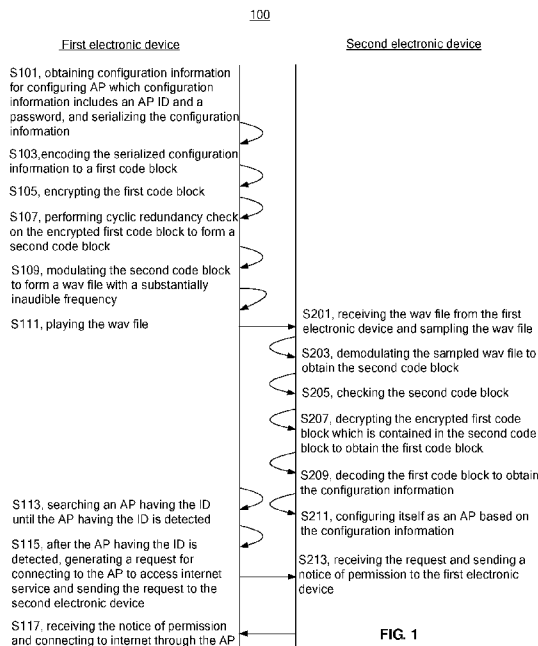 100
First electronic device
Second electronic device
S101, obtaining configuration information
for configuring AP which configuration
information includes an AP ID and a
password, and serializing the configuration
information
S103,encoding the serialized configuration
information to a first code block
S105, encrypting the first code block
S107, performing cyclic redundancy check
on the encrypted first code block to form a
second code block
S109, modulating the second code block
to form a wav file with a substantially
inaudible frequency
S111, playing the wav file
S201, receiving the wav file from the first
electronic device and sampling the wav file
S203, demodulating the sampled wav file to
obtain the second code block
S205, checking the second code block
S207, decrypting the encrypted first code
block which is contained in the second code
block to obtain the first code block
S209, decoding the first code block to obtain
the configuration information
S211, configuring itself as an AP based on
the configuration information
S113, searching an AP having the ID
until the AP having the ID is detected
S115, after the AP having the ID is
detected, generating a request for
connecting to the AP to access internet
service and sending the request to the
second electronic device
S213, receiving the request and sending a
notice of permission to the first electronic
device
S117, receiving the notice of permission
and connecting to internet through the AP
FIG. 1